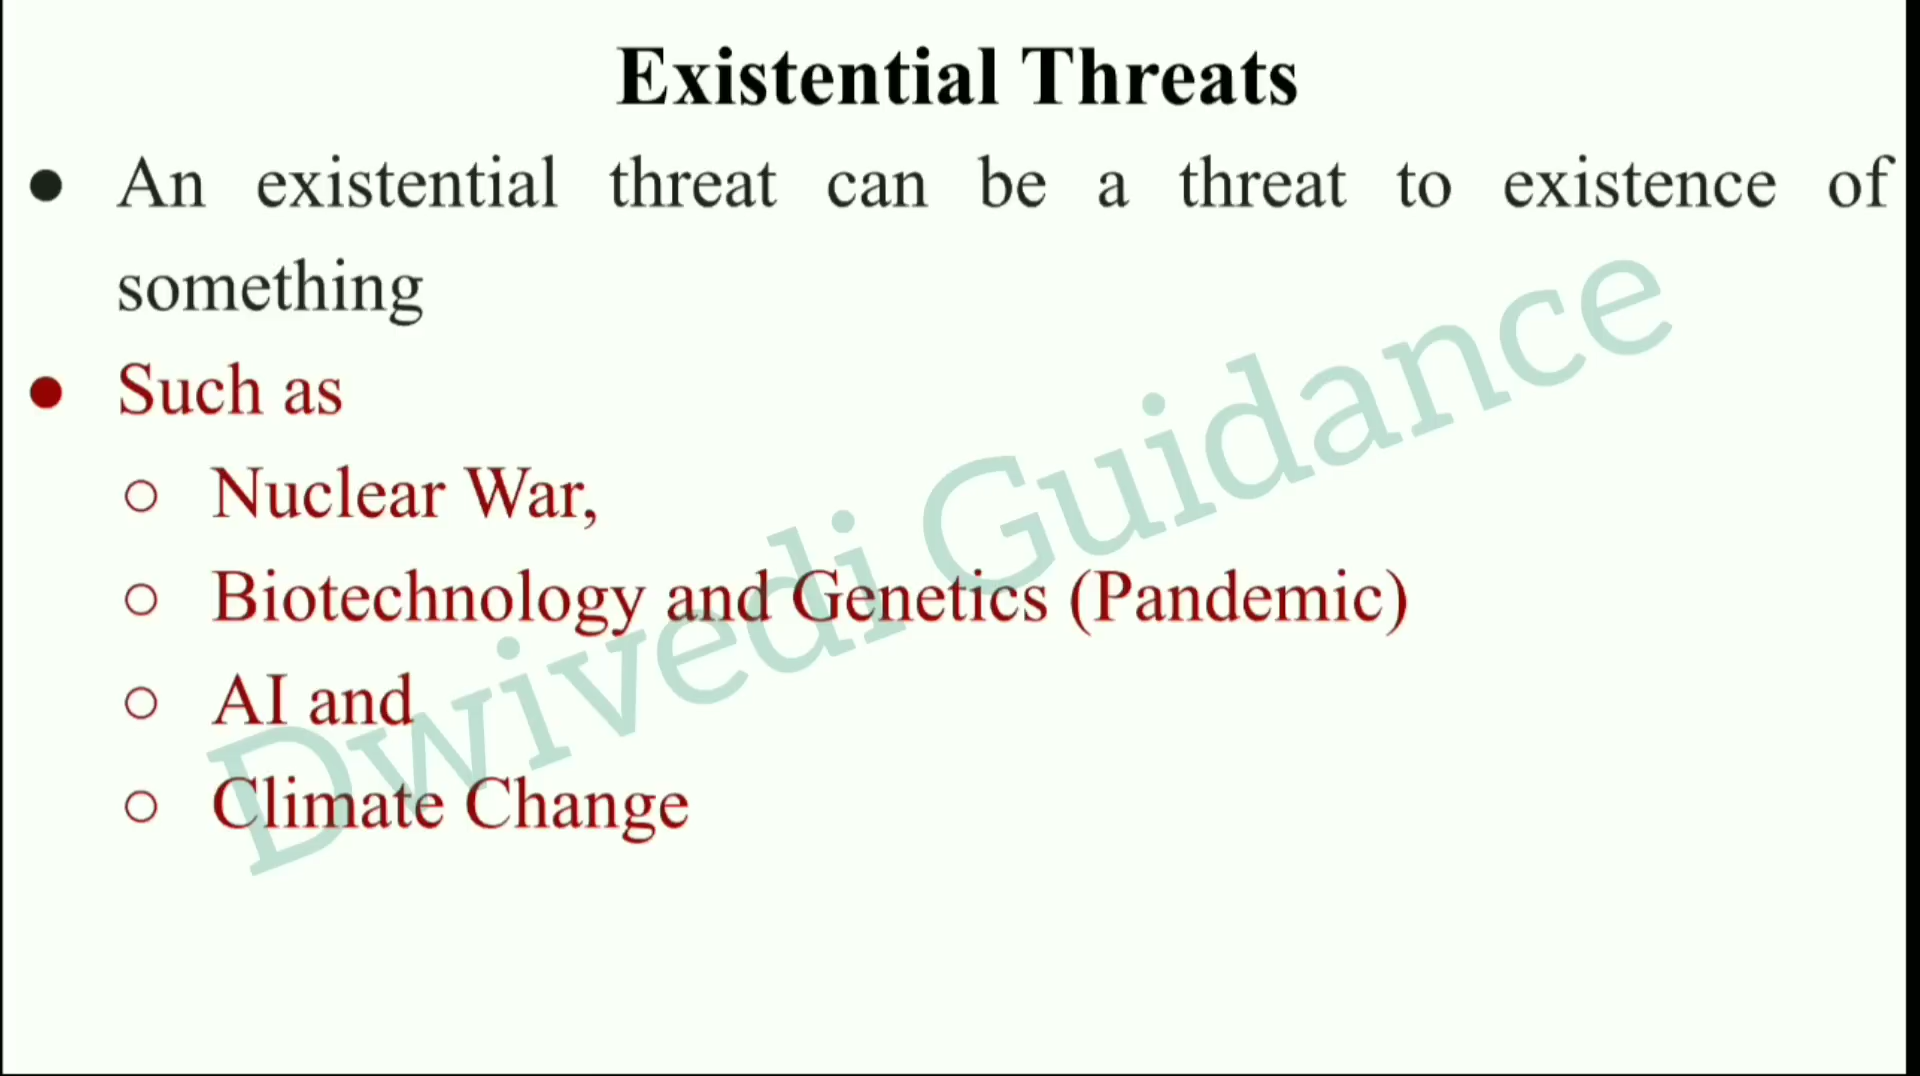 Existential Threats
● An existential threat can be a threat to existence of
something
● Such as
○ Nuclear War,
○ Biotechnology and Genetics (Pandemic)
○ AI and
○ Climate Change
Dwivedi Guidance